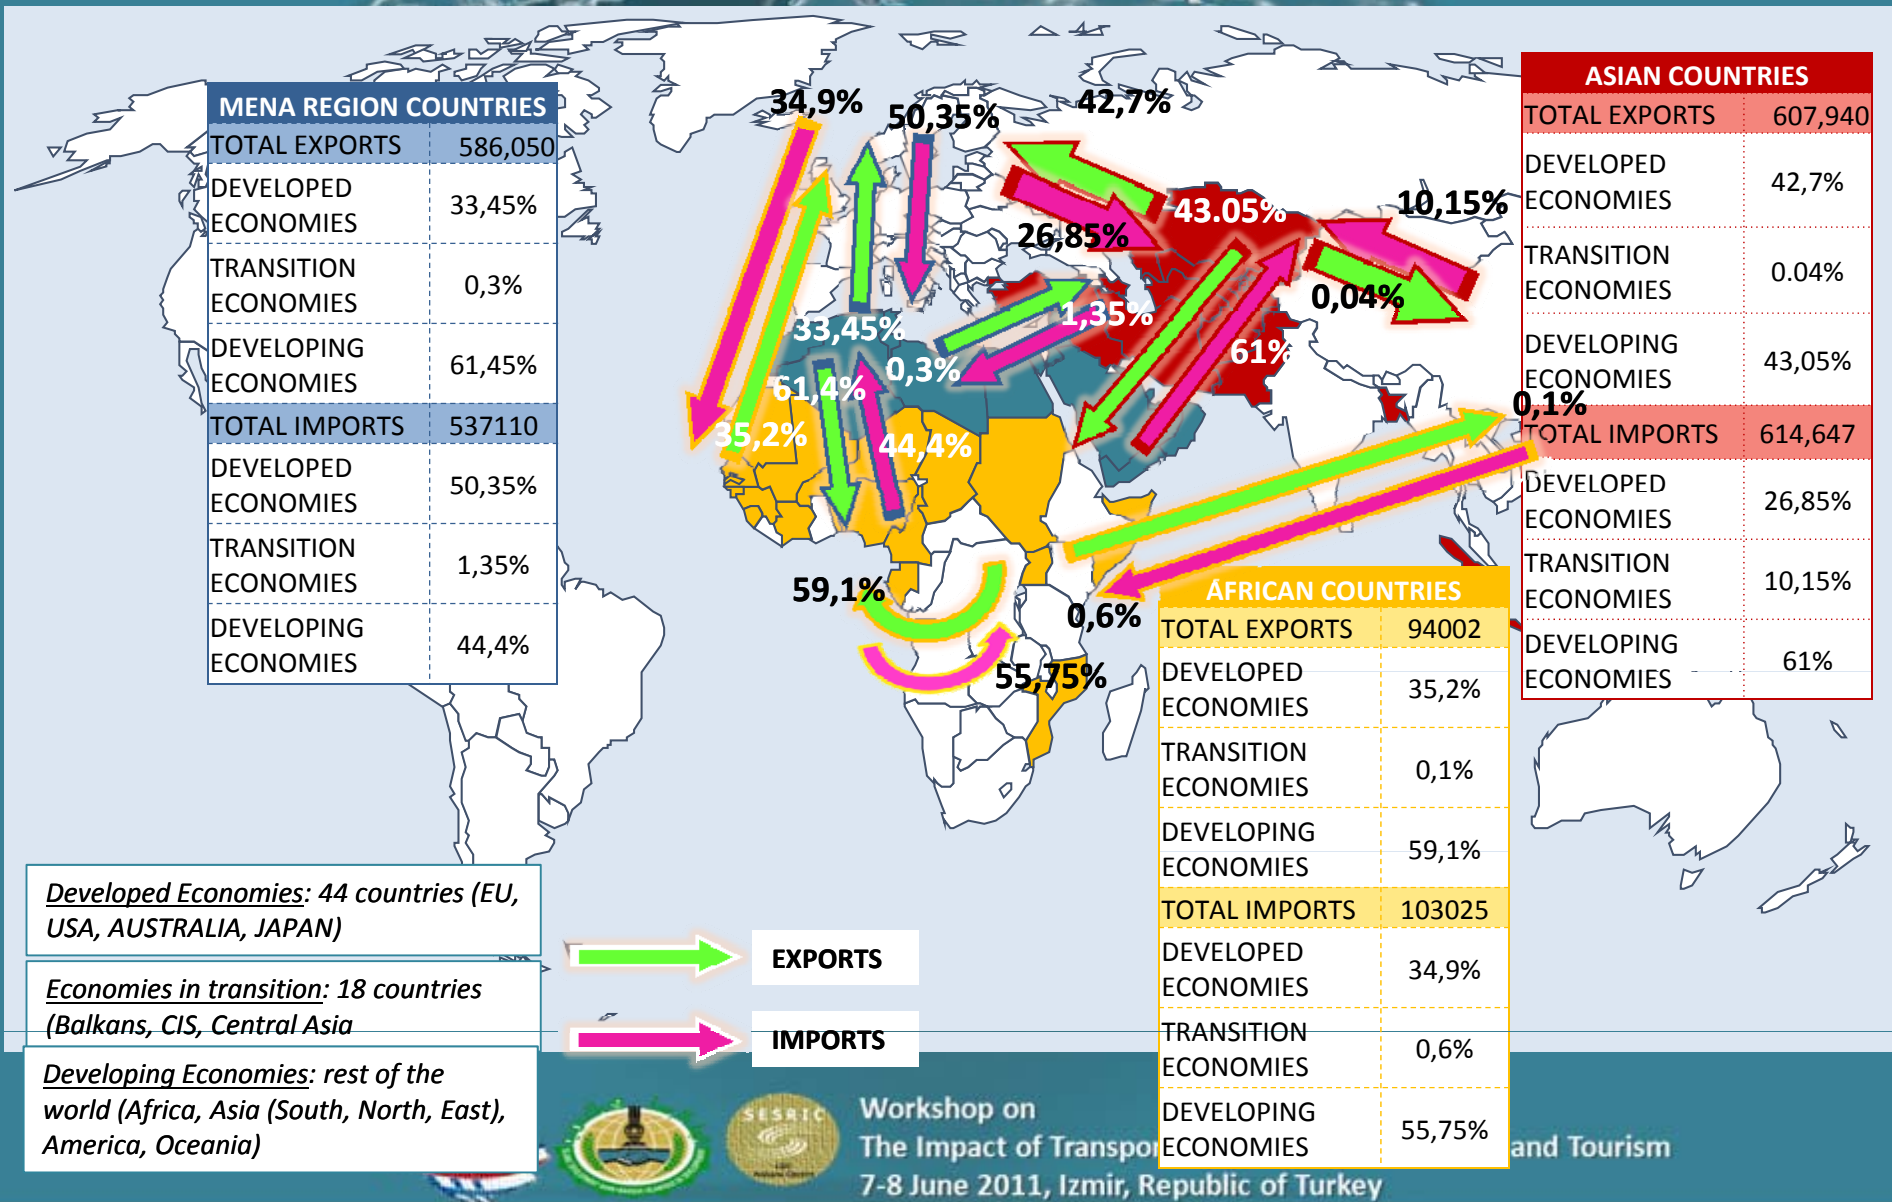 MENA REGION COUNTRIES
TOTAL EXPORTS 586,050
DEVELOPED
ECONOMIES 33,45%
TRANSITION
ECONOMIES 0,3%
DEVELOPING
ECONOMIES 61,45%
TOTAL IMPORTS 537110
DEVELOPED
ECONOMIES 50,35%
TRANSITION
ECONOMIES 1,35%
DEVELOPING
ECONOMIES 44,4%
34,9%
50,35%
42,7%
43.05%
10,15%
26,85%
0,04%
1,35%
33,45%
61%
0,3%
61,4%
35,2%
44,4%
0,1%
59,1%
0,6%
55,75%
ASIAN COUNTRIES
TOTAL EXPORTS 607,940
DEVELOPED
ECONOMIES 42,7%
TRANSITION
ECONOMIES 0.04%
DEVELOPING
ECONOMIES 43,05%
TOTAL IMPORTS 614,647
DEVELOPED
ECONOMIES 26,85%
TRANSITION
ECONOMIES 10,15%
DEVELOPING
ECONOMIES 61%
AFRICAN COUNTRIES
TOTAL EXPORTS 94002
DEVELOPED
ECONOMIES 35,2%
TRANSITION
ECONOMIES 0,1%
DEVELOPING
ECONOMIES 59,1%
TOTAL IMPORTS 103025
DEVELOPED
ECONOMIES 34,9%
TRANSITION
ECONOMIES 0,6%
DEVELOPING
ECONOMIES 55,75%
Developed Economies: 44 countries (EU,
USA, AUSTRALIA, JAPAN)
Economies in transition: 18 countries
(Balkans, CIS, Central Asia
Developing Economies: rest of the
world (Africa, Asia (South, North, East),
America, Oceania)
EXPORTS
IMPORTS
SESRIC
Workshop on
The Impact of Transpor and Tourism
7-8 June 2011, Izmir, Republic of Turkey